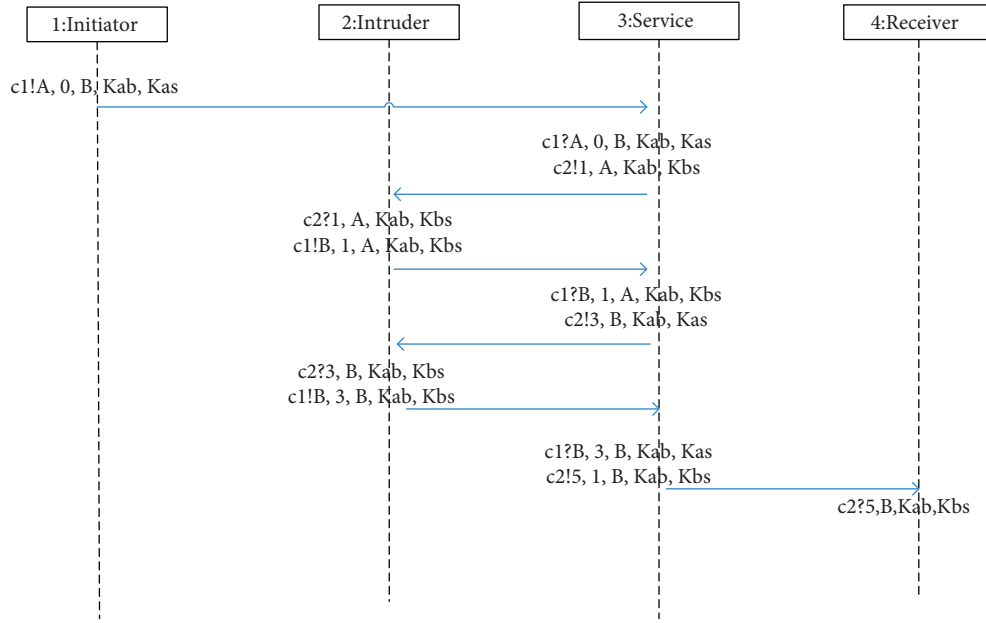 1:Initiator
2:Intruder
3:Service
4:Receiver
c1!A, 0, B, Kab, Kas
c1?A, 0, B, Kab, Kas
c2!1, A, Kab, Kbs
c2?1, A, Kab, Kbs
c1!B, 1, A, Kab, Kbs
c1?B, 1, A, Kab, Kbs
c2!3, B, Kab, Kas
c2?3, B, Kab, Kbs
c1!B, 3, B, Kab, Kbs
c1?B, 3, B, Kab, Kas
c2!5, 1, B, Kab, Kbs
c2?5,B,Kab,Kbs